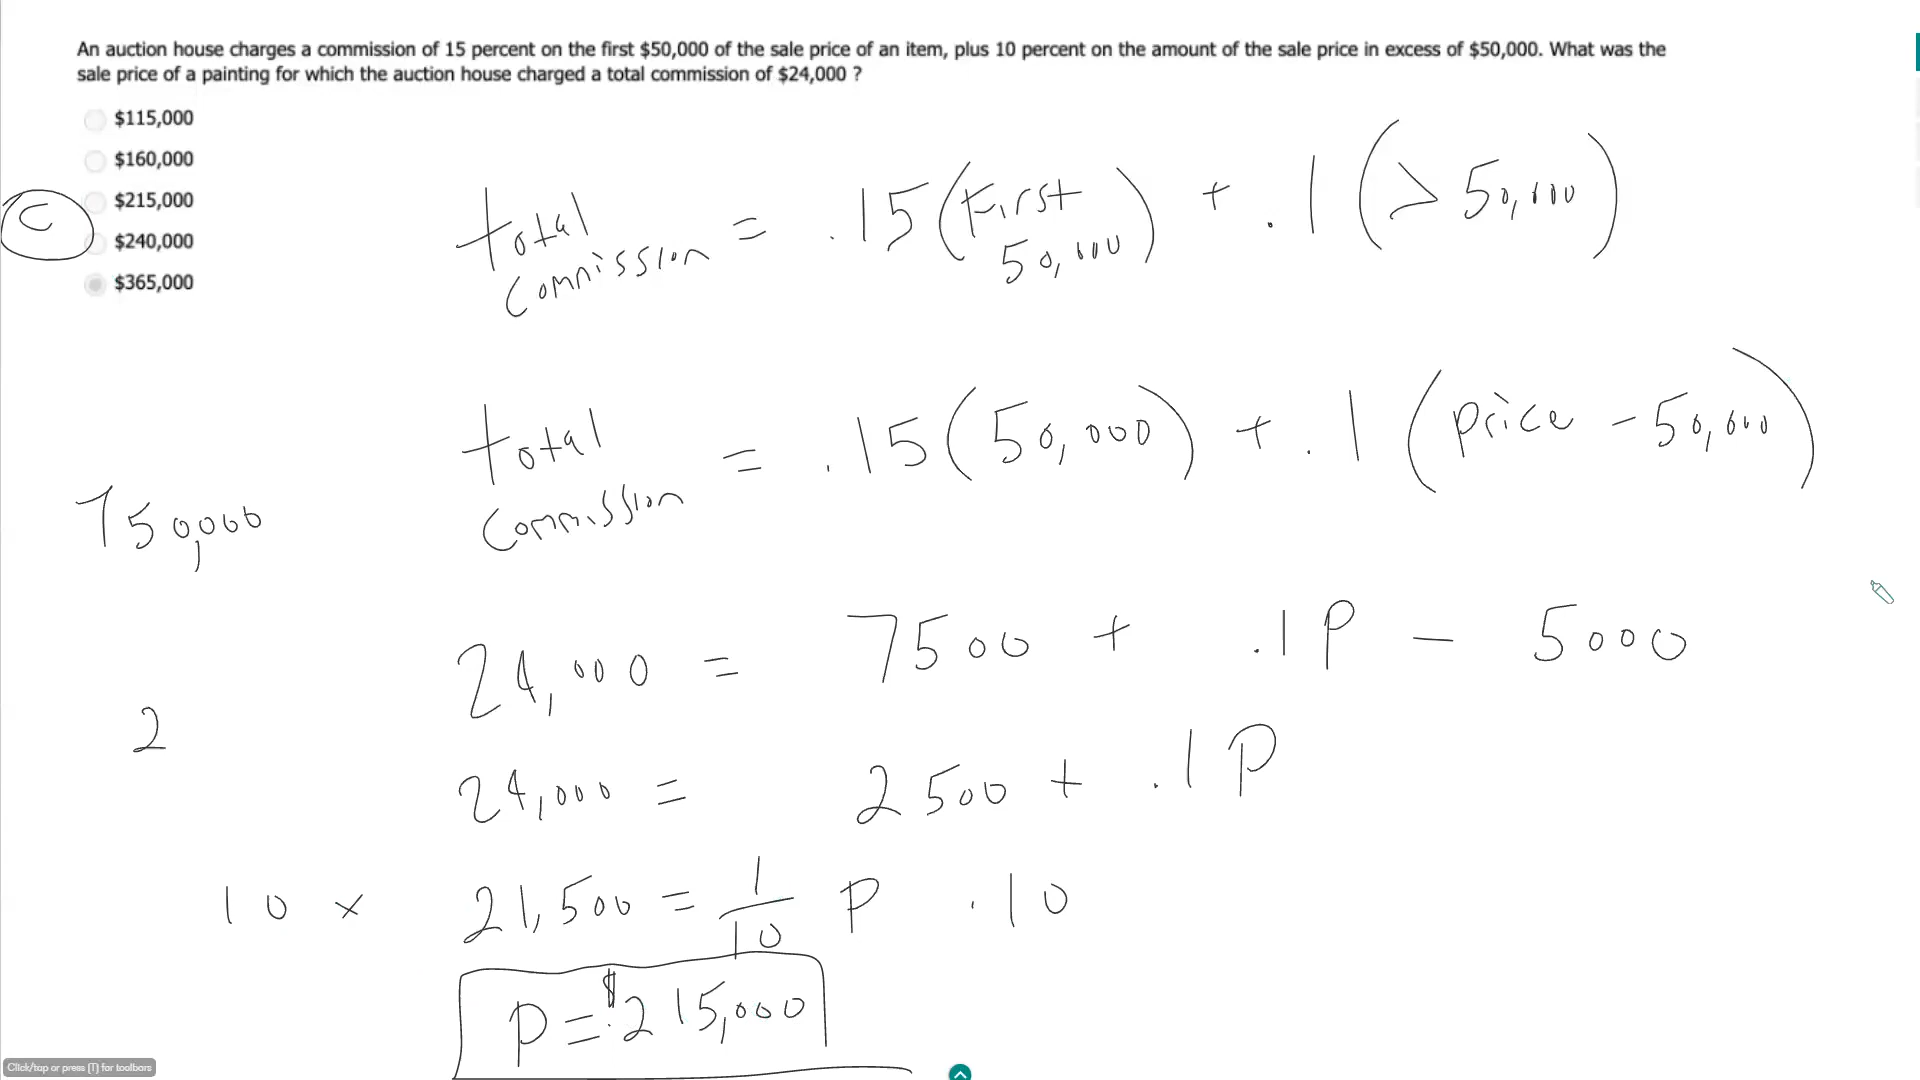 An auction house charges a commission of 15 percent on the first $50,000 of the sale price of an item, plus 10 percent on the amount of the sale price in excess of $50,000. What was the
sale price of a painting for which the auction house charged a total commission of $24,000 ?
$115,000
$160,000
$215,000
$240,000
$365,000
C
total commission = .15 (First 50,000) + .1 (> 50,000)
total commission = .15 (50,000) + .1 (price - 50,000)
750,000
24,000 = 7500 + .1P - 5000
2
24,000 = 2500 + .1P
10 × 21,500 = 1/10 P .10
P = $215,000
Click/tap or press [T] for toolbars